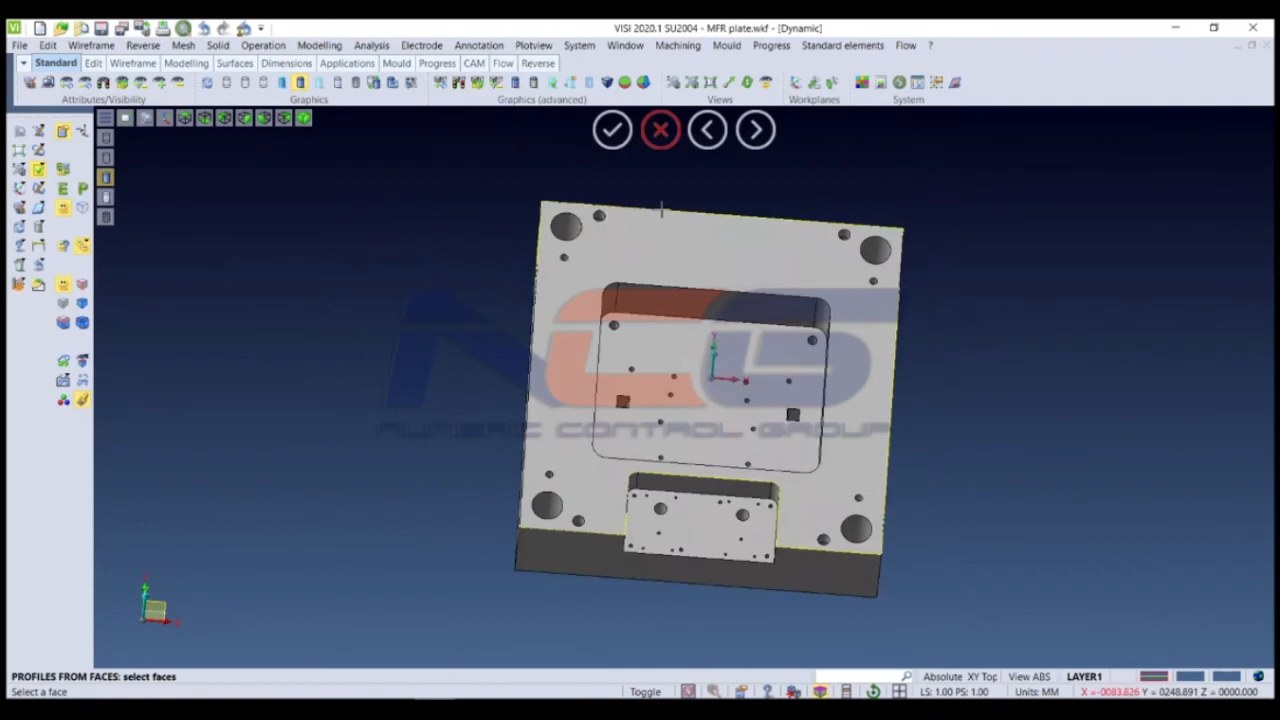 VISI 2020.1 SU2004 - MFR plate.wkf - [Dynamic]
File Edit Wireframe Reverse Mesh Solid Operation Modelling Analysis Electrode Annotation Plotview System Window Machining Mould Progress Standard elements Flow ?
Standard Edit Wireframe Modelling Surfaces Dimensions Applications Mould Progress CAM Flow Reverse
Attributes/Visibility Graphics Graphics (advanced) Views Workplanes System
E P
NCG
NUMERIC CONTROL GROUP
PROFILES FROM FACES: select faces
Absolute XY Top View ABS LAYER1
Select a face
Toggle LS: 1.00 PS: 1.00 Units: MM X =-0083.826 Y = 0248.891 Z = 0000.000